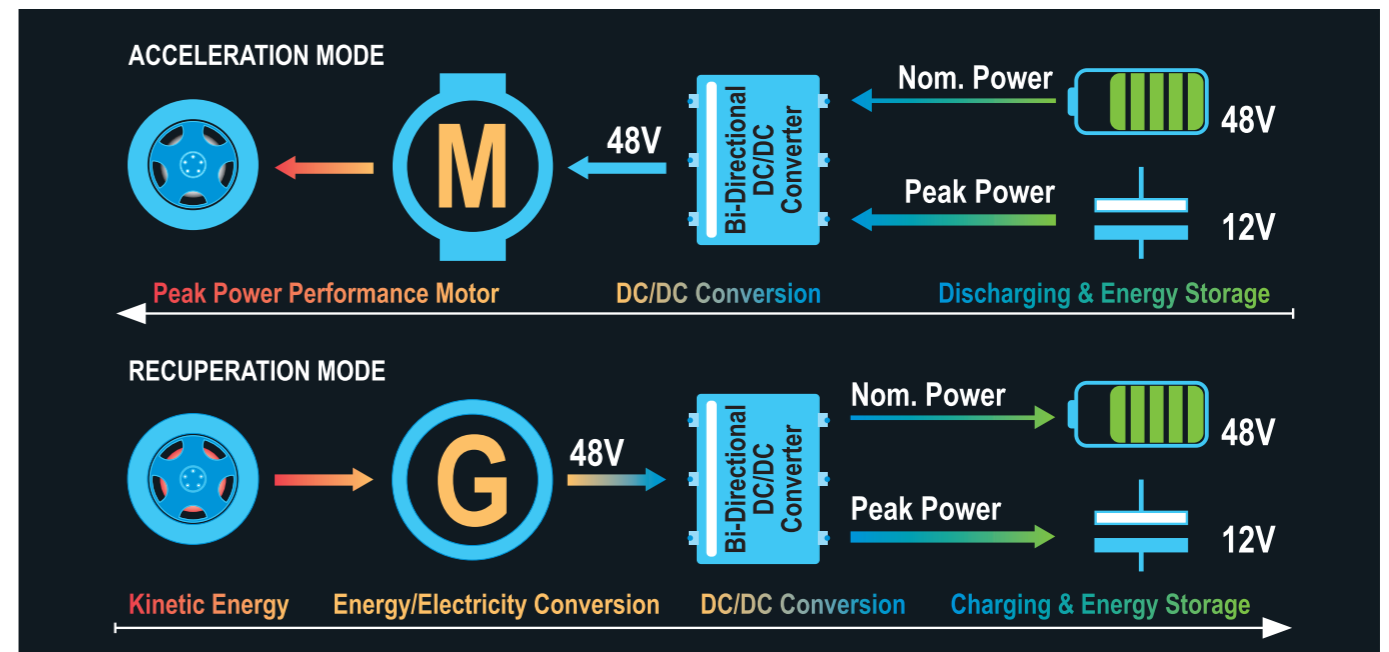 ACCELERATION MODE
M
48V
Bi-Directional
DC/DC
Converter
Nom. Power
48V
Peak Power
12V
Peak Power Performance Motor
DC/DC Conversion
Discharging & Energy Storage
RECUPERATION MODE
G
48V
Bi-Directional
DC/DC
Converter
Nom. Power
48V
Peak Power
12V
Kinetic Energy
Energy/Electricity Conversion
DC/DC Conversion
Charging & Energy Storage